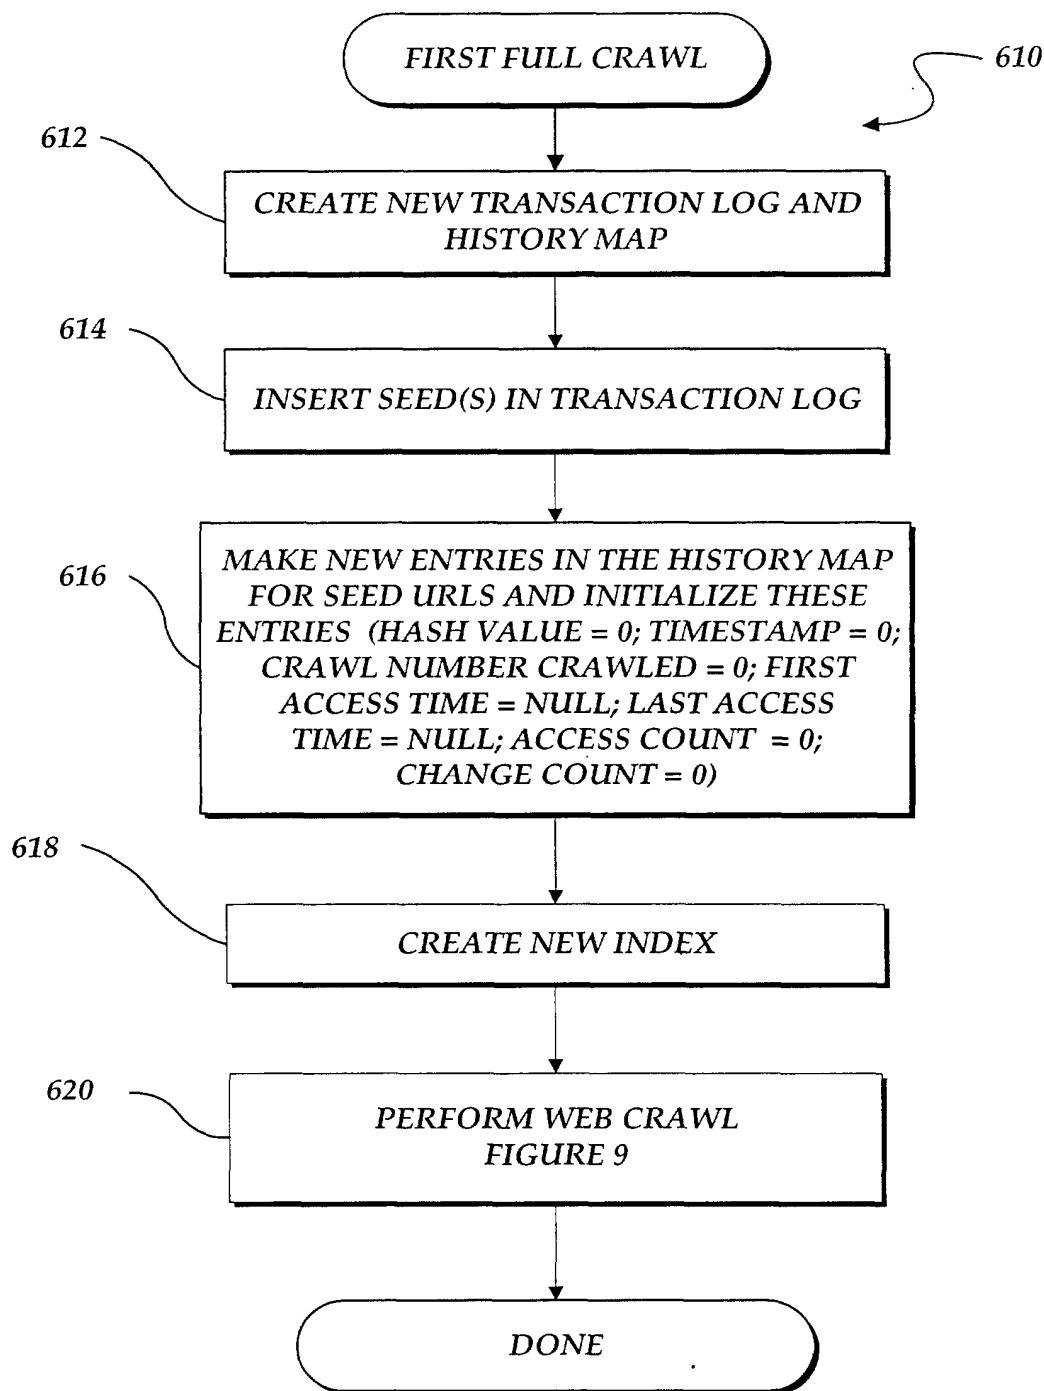 FIRST FULL CRAWL
610
612
CREATE NEW TRANSACTION LOG AND
HISTORY MAP
614
INSERT SEED(S) IN TRANSACTION LOG
616
MAKE NEW ENTRIES IN THE HISTORY MAP
FOR SEED URLS AND INITIALIZE THESE
ENTRIES (HASH VALUE = 0; TIMESTAMP = 0;
CRAWL NUMBER CRAWLED = 0; FIRST
ACCESS TIME = NULL; LAST ACCESS
TIME = NULL; ACCESS COUNT = 0;
CHANGE COUNT = 0)
618
CREATE NEW INDEX
620
PERFORM WEB CRAWL
FIGURE 9
DONE